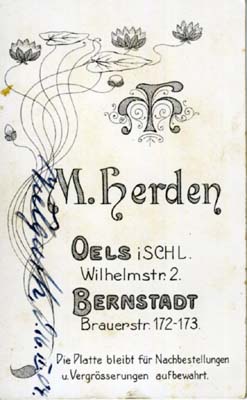 M. Herden
OELS i SCHL.
Wilhelmstr. 2.
BERNSTADT
Brauerstr. 172-173.
Die Platte bleibt für Nachbestellungen
u. Vergrösserungen aufbewahrt.